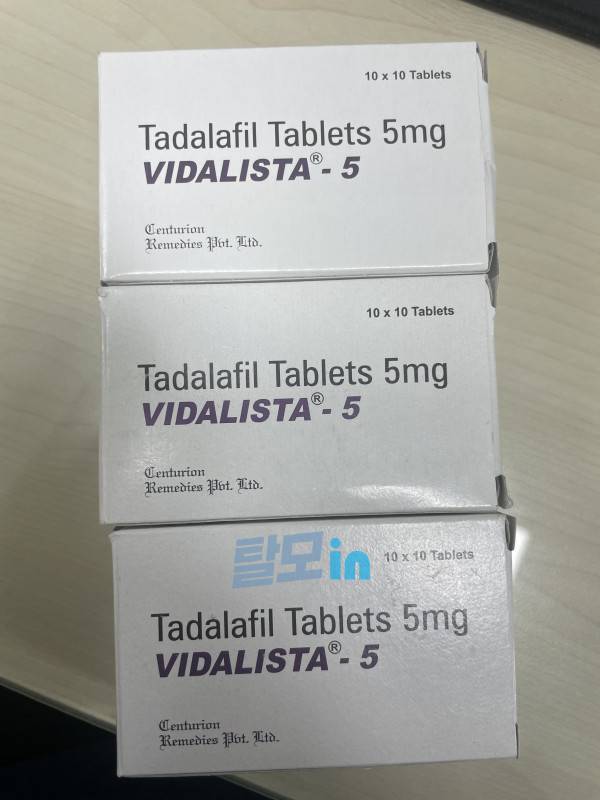 10 x 10 Tablets
Tadalafil Tablets 5mg
VIDALISTA®- 5
Centurion
Remedies Pvt. Ltd.
10 x 10 Tablets
Tadalafil Tablets 5mg
VIDALISTA®- 5
Centurion
Remedies Pvt. Ltd.
탈모in
10 x 10 Tablets
Tadalafil Tablets 5mg
VIDALISTA®- 5
Centurion
Remedies Pvt. Ltd.